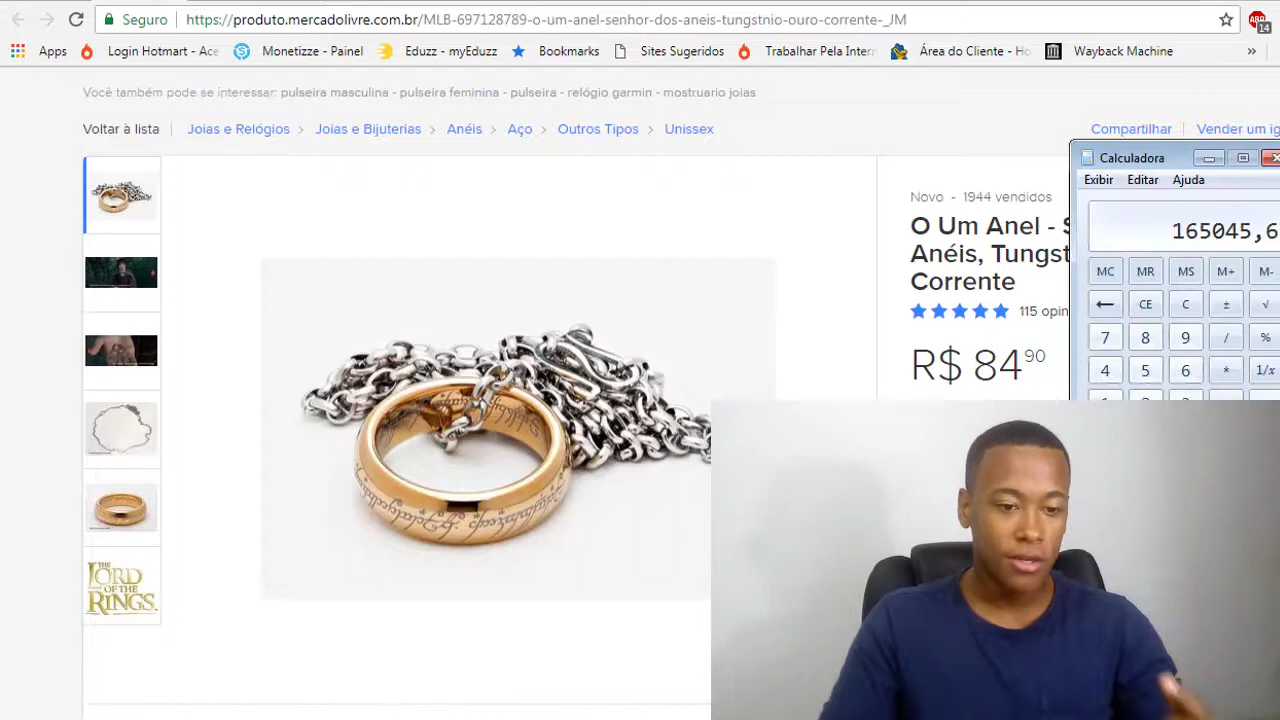 Seguro
https://produto.mercadolivre.com.br/MLB-697128789-o-um-anel-senhor-dos-aneis-tungstnio-ouro-corrente-_JM
14
Apps
Login Hotmart - Ace
Monetizze - Painel
Eduzz - myEduzz
Bookmarks
Sites Sugeridos
Trabalhar Pela Intern
Área do Cliente - Ho
Wayback Machine
»
Você também pode se interessar: pulseira masculina - pulseira feminina - pulseira - relógio garmin - mostruario joias
Voltar à lista
Joias e Relógios > Joias e Bijuterias > Anéis > Aço > Outros Tipos > Unissex
Compartilhar
Vender um ig
Calculadora
Exibir Editar Ajuda
165045,6
MC MR MS M+ M-
← CE C ± √
7 8 9 / %
4 5 6 * 1/x
Novo - 1944 vendidos
O Um Anel - S
Anéis, Tungst
Corrente
115 opin
R$ 84 90
THE
LORD
OF THE
RINGS